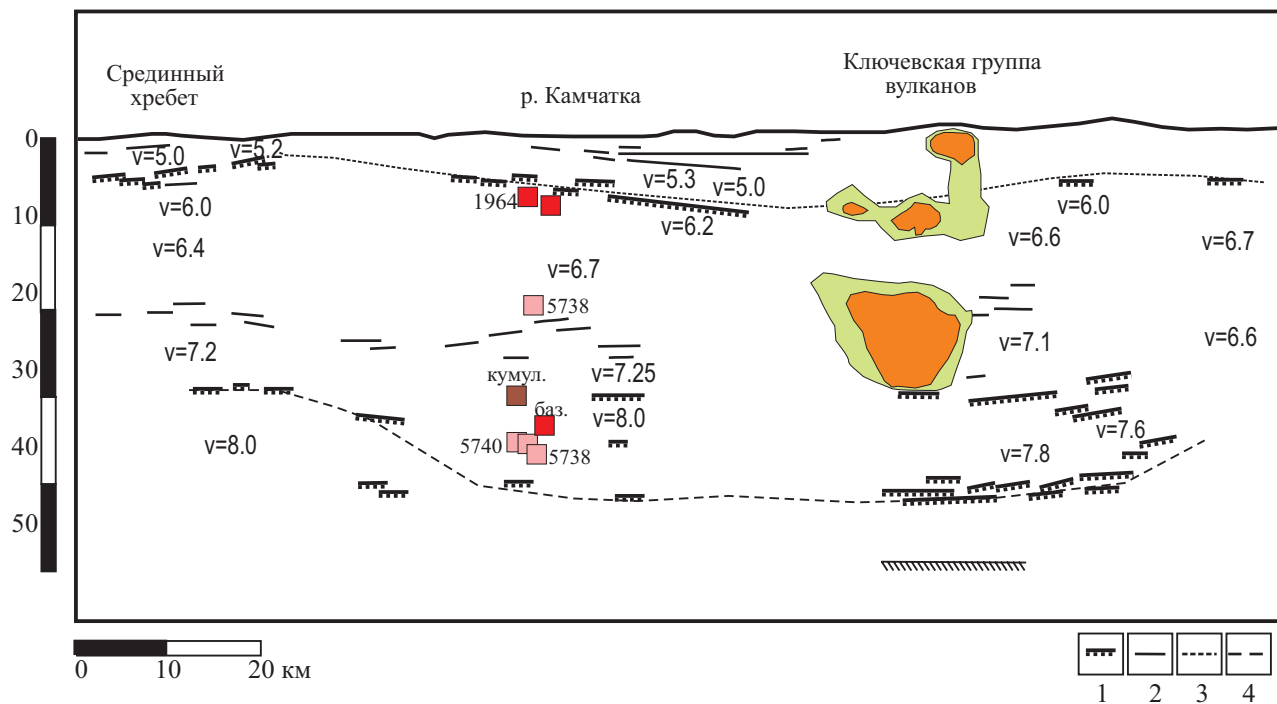 Срединный
хребет
р. Камчатка
Ключевская группа
вулканов
0
v=5.0
v=5.2
v=5.3
v=5.0
1964
v=6.0
v=6.0
10
v=6.2
v=6.4
v=6.6
v=6.7
v=6.7
20
5738
v=7.2
v=7.1
v=6.6
30
кумул.
v=7.25
баз.
v=8.0
v=7.6
40
v=8.0
5740
5738
v=7.8
50
0
10
20 км
1
2
3
4